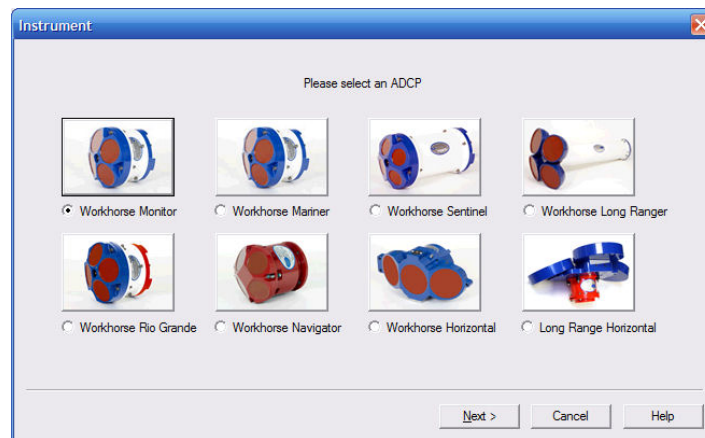 Instrument
Please select an ADCP
Workhorse Monitor
Workhorse Mariner
Workhorse Sentinel
Workhorse Long Ranger
Workhorse Rio Grande
Workhorse Navigator
Workhorse Horizontal
Long Range Horizontal
Next >
Cancel
Help